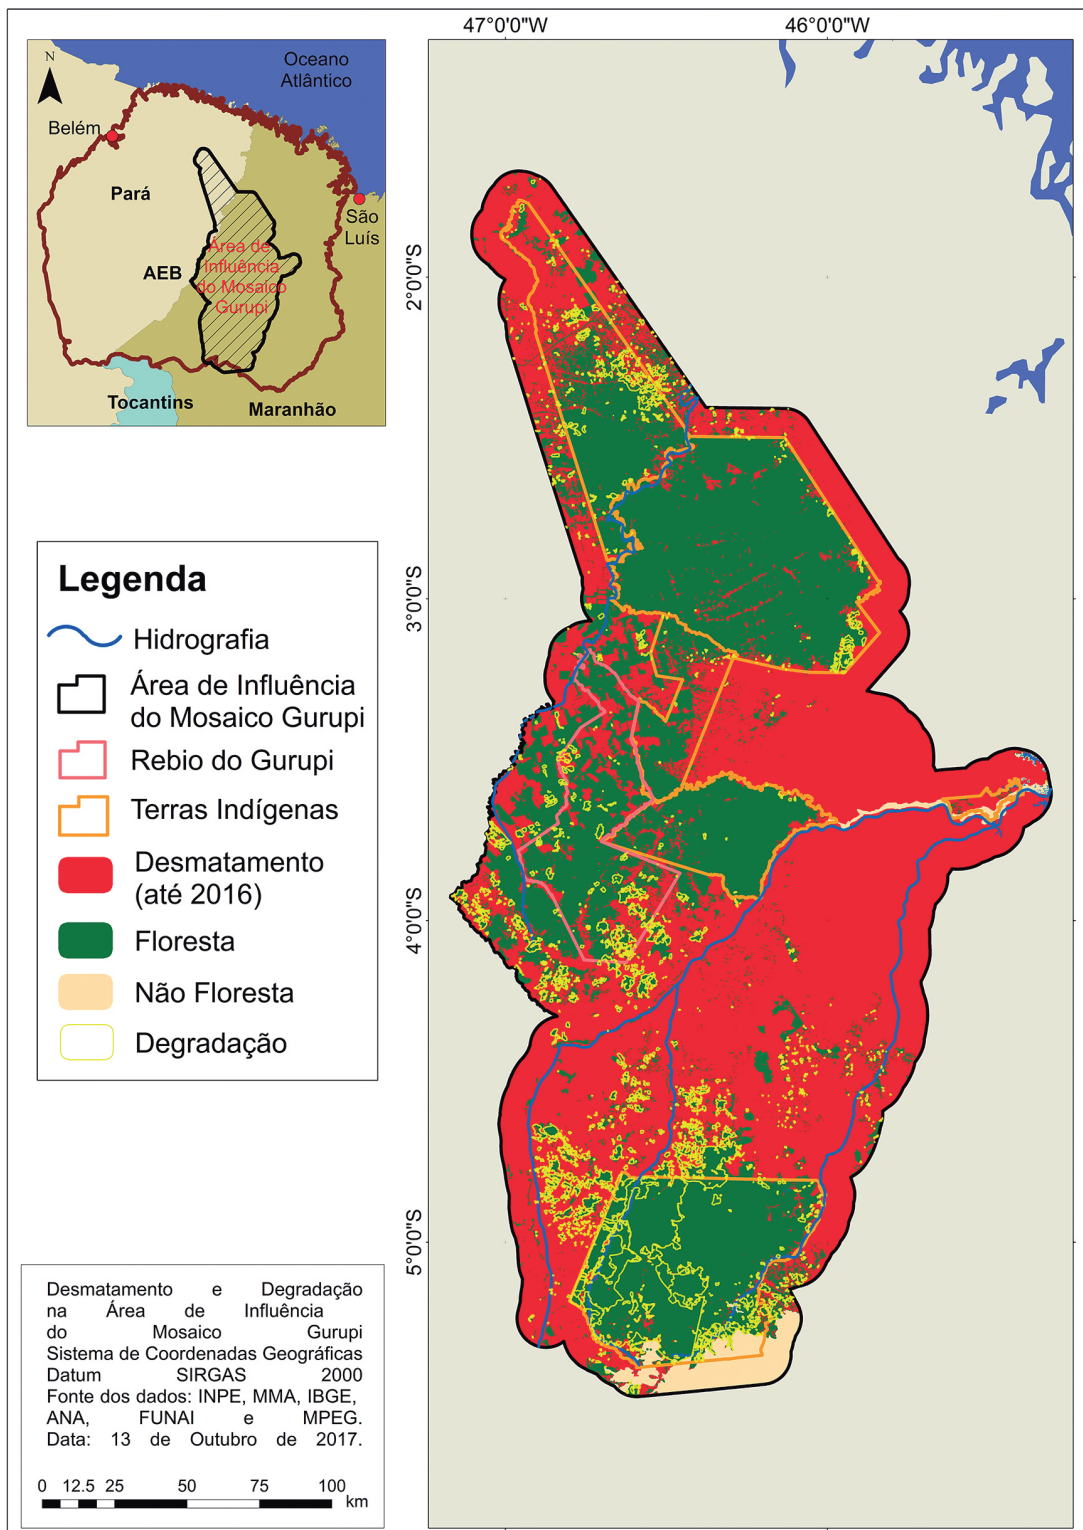 47°0'0"W
46°0'0"W
N
Oceano
Atlântico
Belém
Pará
São
Luís
AEB
Área de
Influência
do Mosaico
Gurupi
Tocantins
Maranhão
2°0'0"S
3°0'0"S
4°0'0"S
5°0'0"S
Legenda
Hidrografia
Área de Influência
do Mosaico Gurupi
Rebio do Gurupi
Terras Indígenas
Desmatamento
(até 2016)
Floresta
Não Floresta
Degradação
Desmatamento e Degradação
na Área de Influência
do Mosaico Gurupi
Sistema de Coordenadas Geográficas
Datum SIRGAS 2000
Fonte dos dados: INPE, MMA, IBGE,
ANA, FUNAI e MPEG.
Data: 13 de Outubro de 2017.
0 12.5 25 50 75 100
km